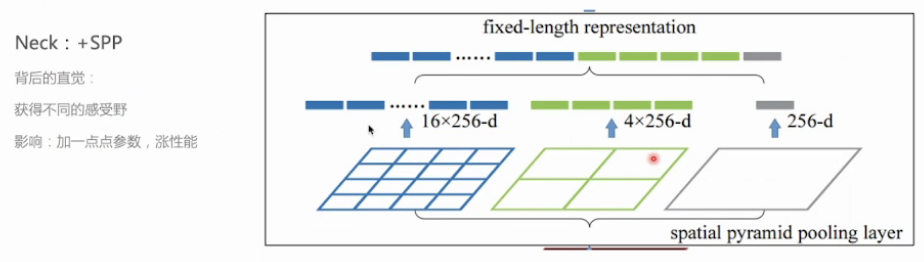 Neck：+SPP
背后的直觉：
获得不同的感受野
影响：加一点点参数，涨性能
fixed-length representation
......
......
16×256-d
4×256-d
256-d
spatial pyramid pooling layer